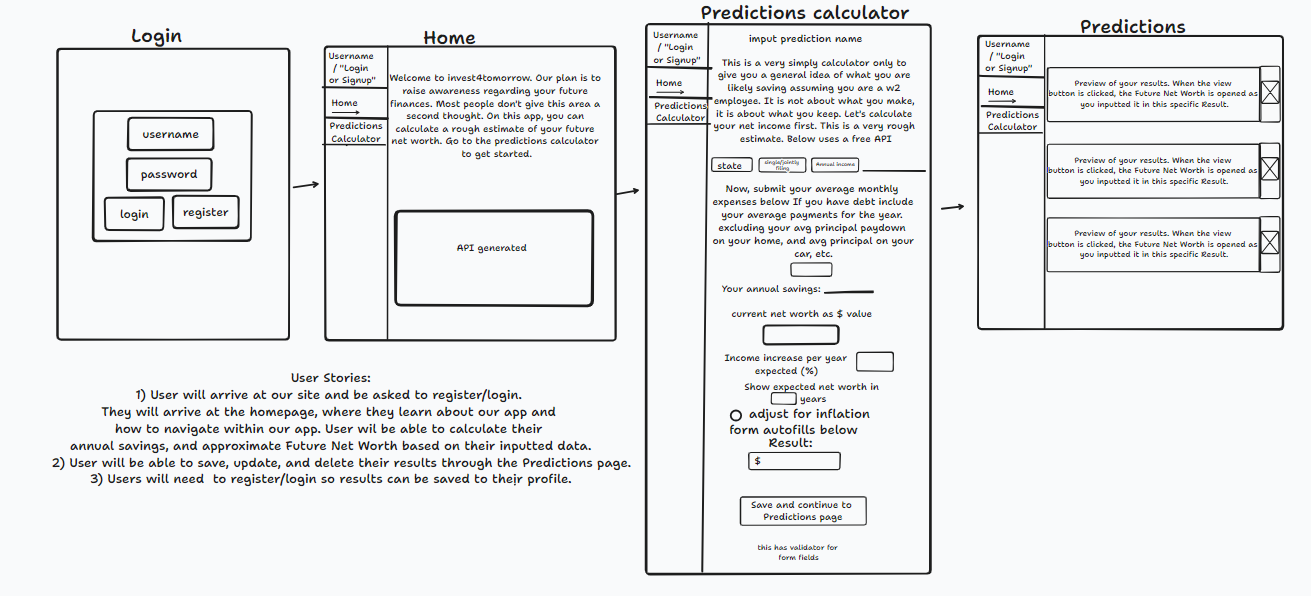 Login
username
password
login
register
Home
Username
/ "Login
or Signup"
Home
Predictions
Calculator
Welcome to invest4tomorrow. Our plan is to
raise awareness regarding your future
finances. Most people don't give this area a
second thought. On this app, you can
calculate a rough estimate of your future
net worth. Go to the predictions calculator
to get started.
API generated
User Stories:
1) User will arrive at our site and be asked to register/login.
They will arrive at the homepage, where they learn about our app and
how to navigate within our app. User wil be able to calculate their
annual savings, and approximate Future Net Worth based on their inputted data.
2) User will be able to save, update, and delete their results through the Predictions page.
3) Users will need to register/login so results can be saved to their profile.
Predictions calculator
Username
/ "Login
or Signup"
Home
Predictions
Calculator
imput prediction name
This is a very simply calculator only to
give you a general idea of what you are
likely saving assuming you are a w2
employee. It is not about what you make,
it is about what you keep. Let's calculate
your net income first. This is a very rough
estimate. Below uses a free API
state
single/jointly
filing
Annual income
Now, submit your average monthly
expenses below If you have debt include
your average payments for the year.
excluding your avg principal paydown
on your home, and avg principal on your
car, etc.
Your annual savings:
current net worth as $ value
Income increase per year
expected (%)
Show expected net worth in
years
adjust for inflation
form autofills below
Result:
$
Save and continue to
Predictions page
this has validator for
form fields
Predictions
Username
/ "Login
or Signup"
Home
Predictions
Calculator
Preview of your results. When the view
button is clicked, the Future Net Worth is opened as
you inputted it in this specific Result.
Preview of your results. When the view
button is clicked, the Future Net Worth is opened as
you inputted it in this specific Result.
Preview of your results. When the view
button is clicked, the Future Net Worth is opened as
you inputted it in this specific Result.